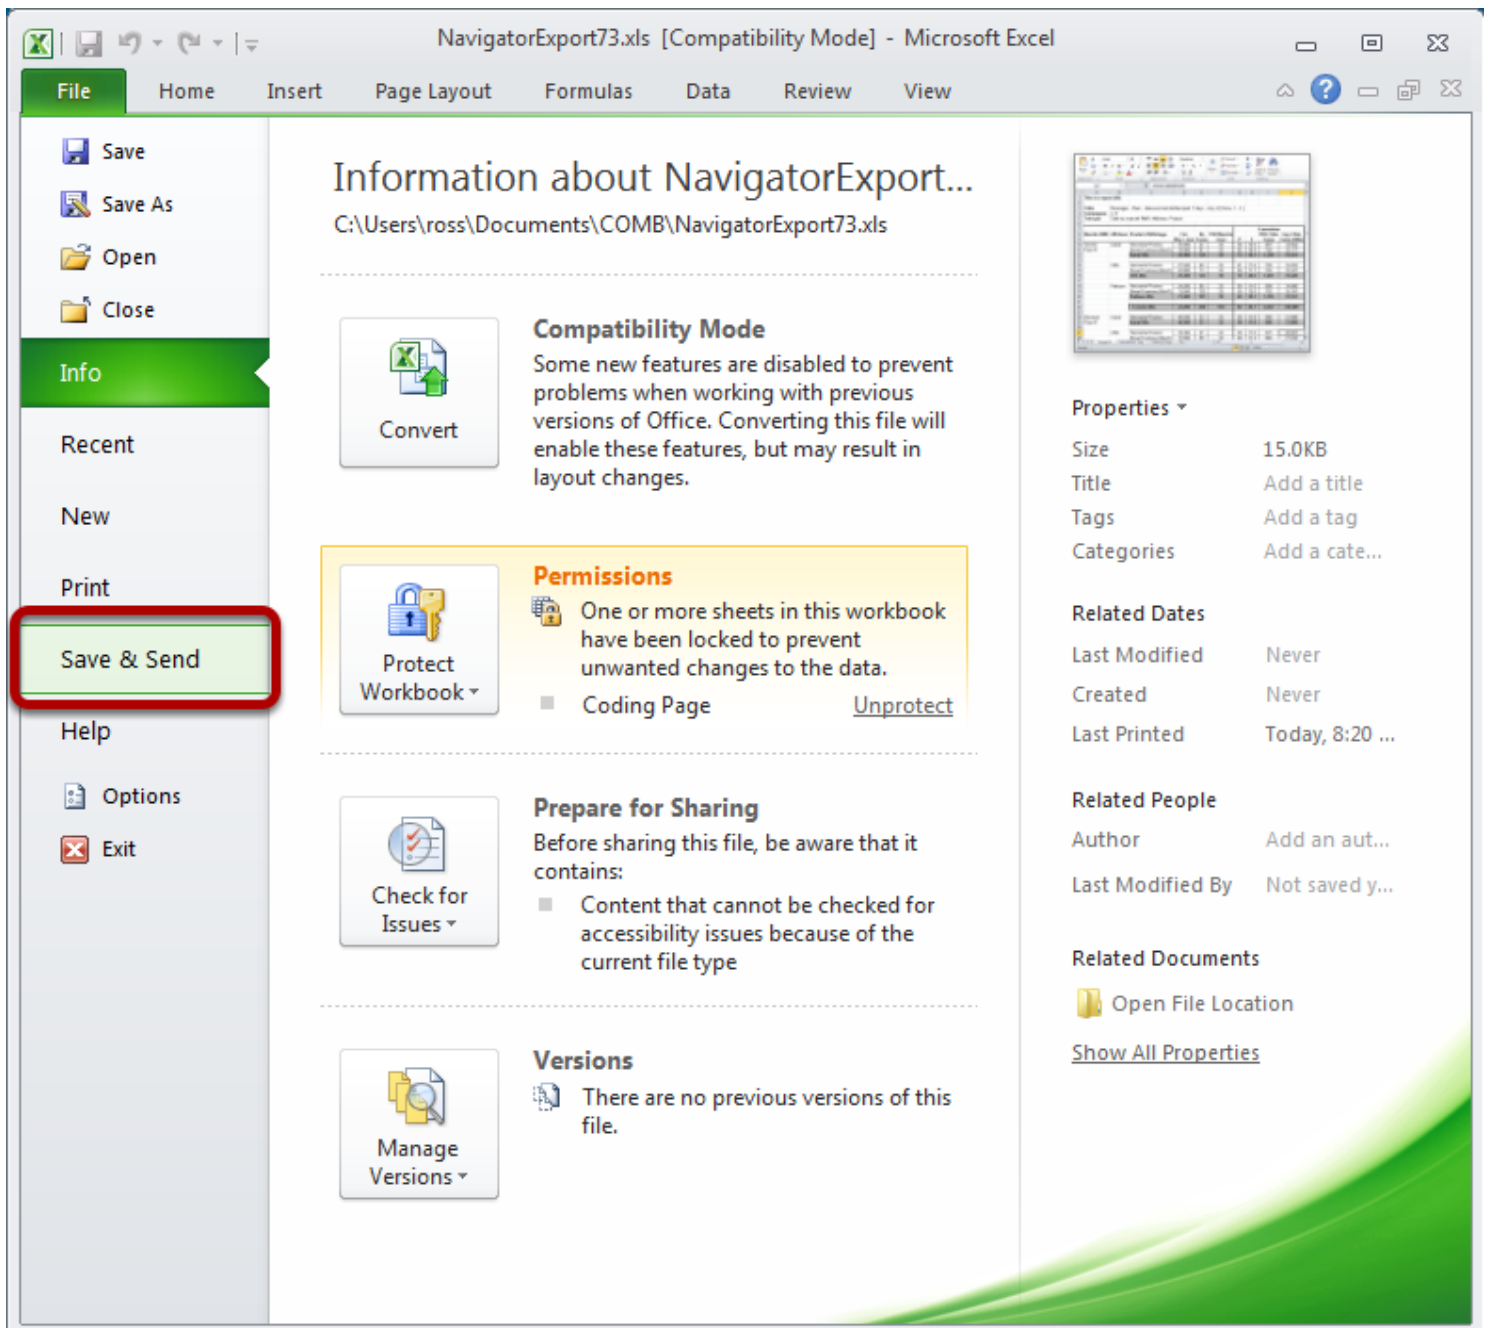 NavigatorExport73.xls [Compatibility Mode] - Microsoft Excel
File Home Insert Page Layout Formulas Data Review View
Save
Save As
Open
Close
Info
Recent
New
Print
Save & Send
Help
Options
Exit
Information about NavigatorExport...
C:\Users\ross\Documents\COMB\NavigatorExport73.xls
Convert
Compatibility Mode
Some new features are disabled to prevent
problems when working with previous
versions of Office. Converting this file will
enable these features, but may result in
layout changes.
Protect
Workbook
Permissions
One or more sheets in this workbook
have been locked to prevent
unwanted changes to the data.
Coding Page Unprotect
Check for
Issues
Prepare for Sharing
Before sharing this file, be aware that it
contains:
Content that cannot be checked for
accessibility issues because of the
current file type
Manage
Versions
Versions
There are no previous versions of this
file.
Properties
Size 15.0KB
Title Add a title
Tags Add a tag
Categories Add a cate...
Related Dates
Last Modified Never
Created Never
Last Printed Today, 8:20 ...
Related People
Author Add an aut...
Last Modified By Not saved y...
Related Documents
Open File Location
Show All Properties